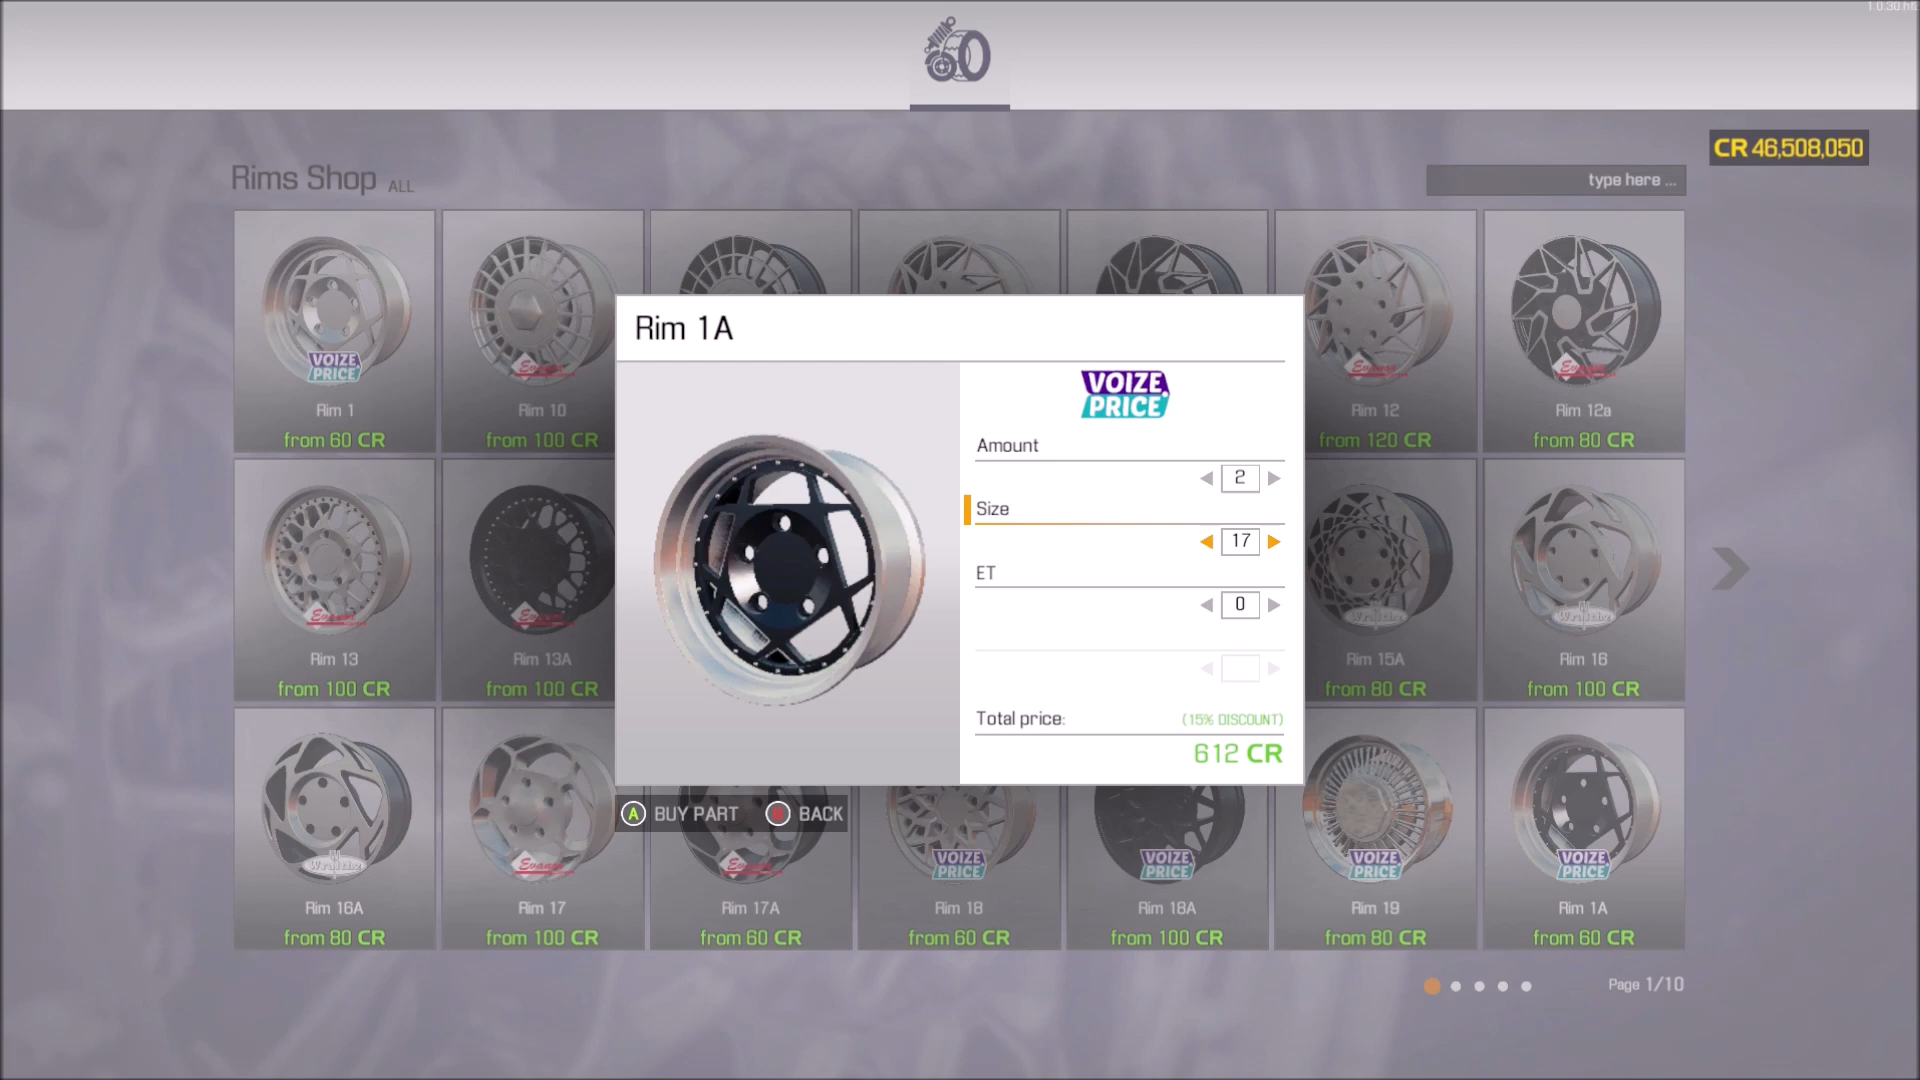 Rims Shop ALL
CR 46,508,050
type here ...
VOIZE PRICE
Rim 1
from 60 CR
Rim 10
from 100 CR
Rim 12
from 120 CR
Rim 12a
from 80 CR
Rim 1A
VOIZE
PRICE
Amount
2
Size
17
ET
0
Total price: (15% DISCOUNT)
612 CR
A BUY PART B BACK
Rim 13
from 100 CR
Rim 13A
from 100 CR
Rim 15A
from 80 CR
Rim 16
from 100 CR
Rim 16A
from 80 CR
Rim 17
from 100 CR
Rim 17A
from 60 CR
VOIZE PRICE
Rim 18
from 60 CR
VOIZE PRICE
Rim 18A
from 100 CR
VOIZE PRICE
Rim 19
from 80 CR
VOIZE PRICE
Rim 1A
from 60 CR
Page 1/10